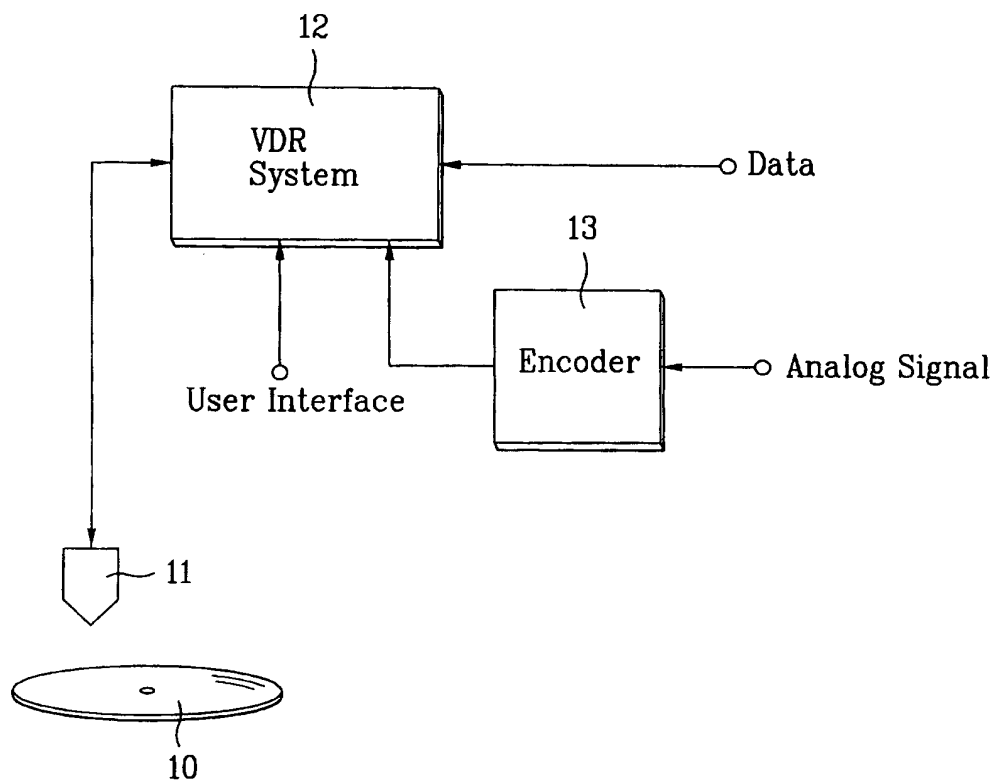 12
VDR
System
Data
13
Encoder
Analog Signal
User Interface
11
10